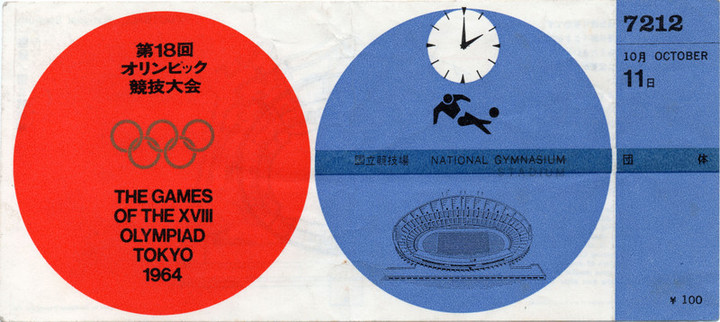 第18回
オリンピック
競技大会
THE GAMES
OF THE XVIII
OLYMPIAD
TOKYO
1964
国立競技場 NATIONAL GYMNASIUM
STADIUM
7212
10月 OCTOBER
11日
団体
¥100